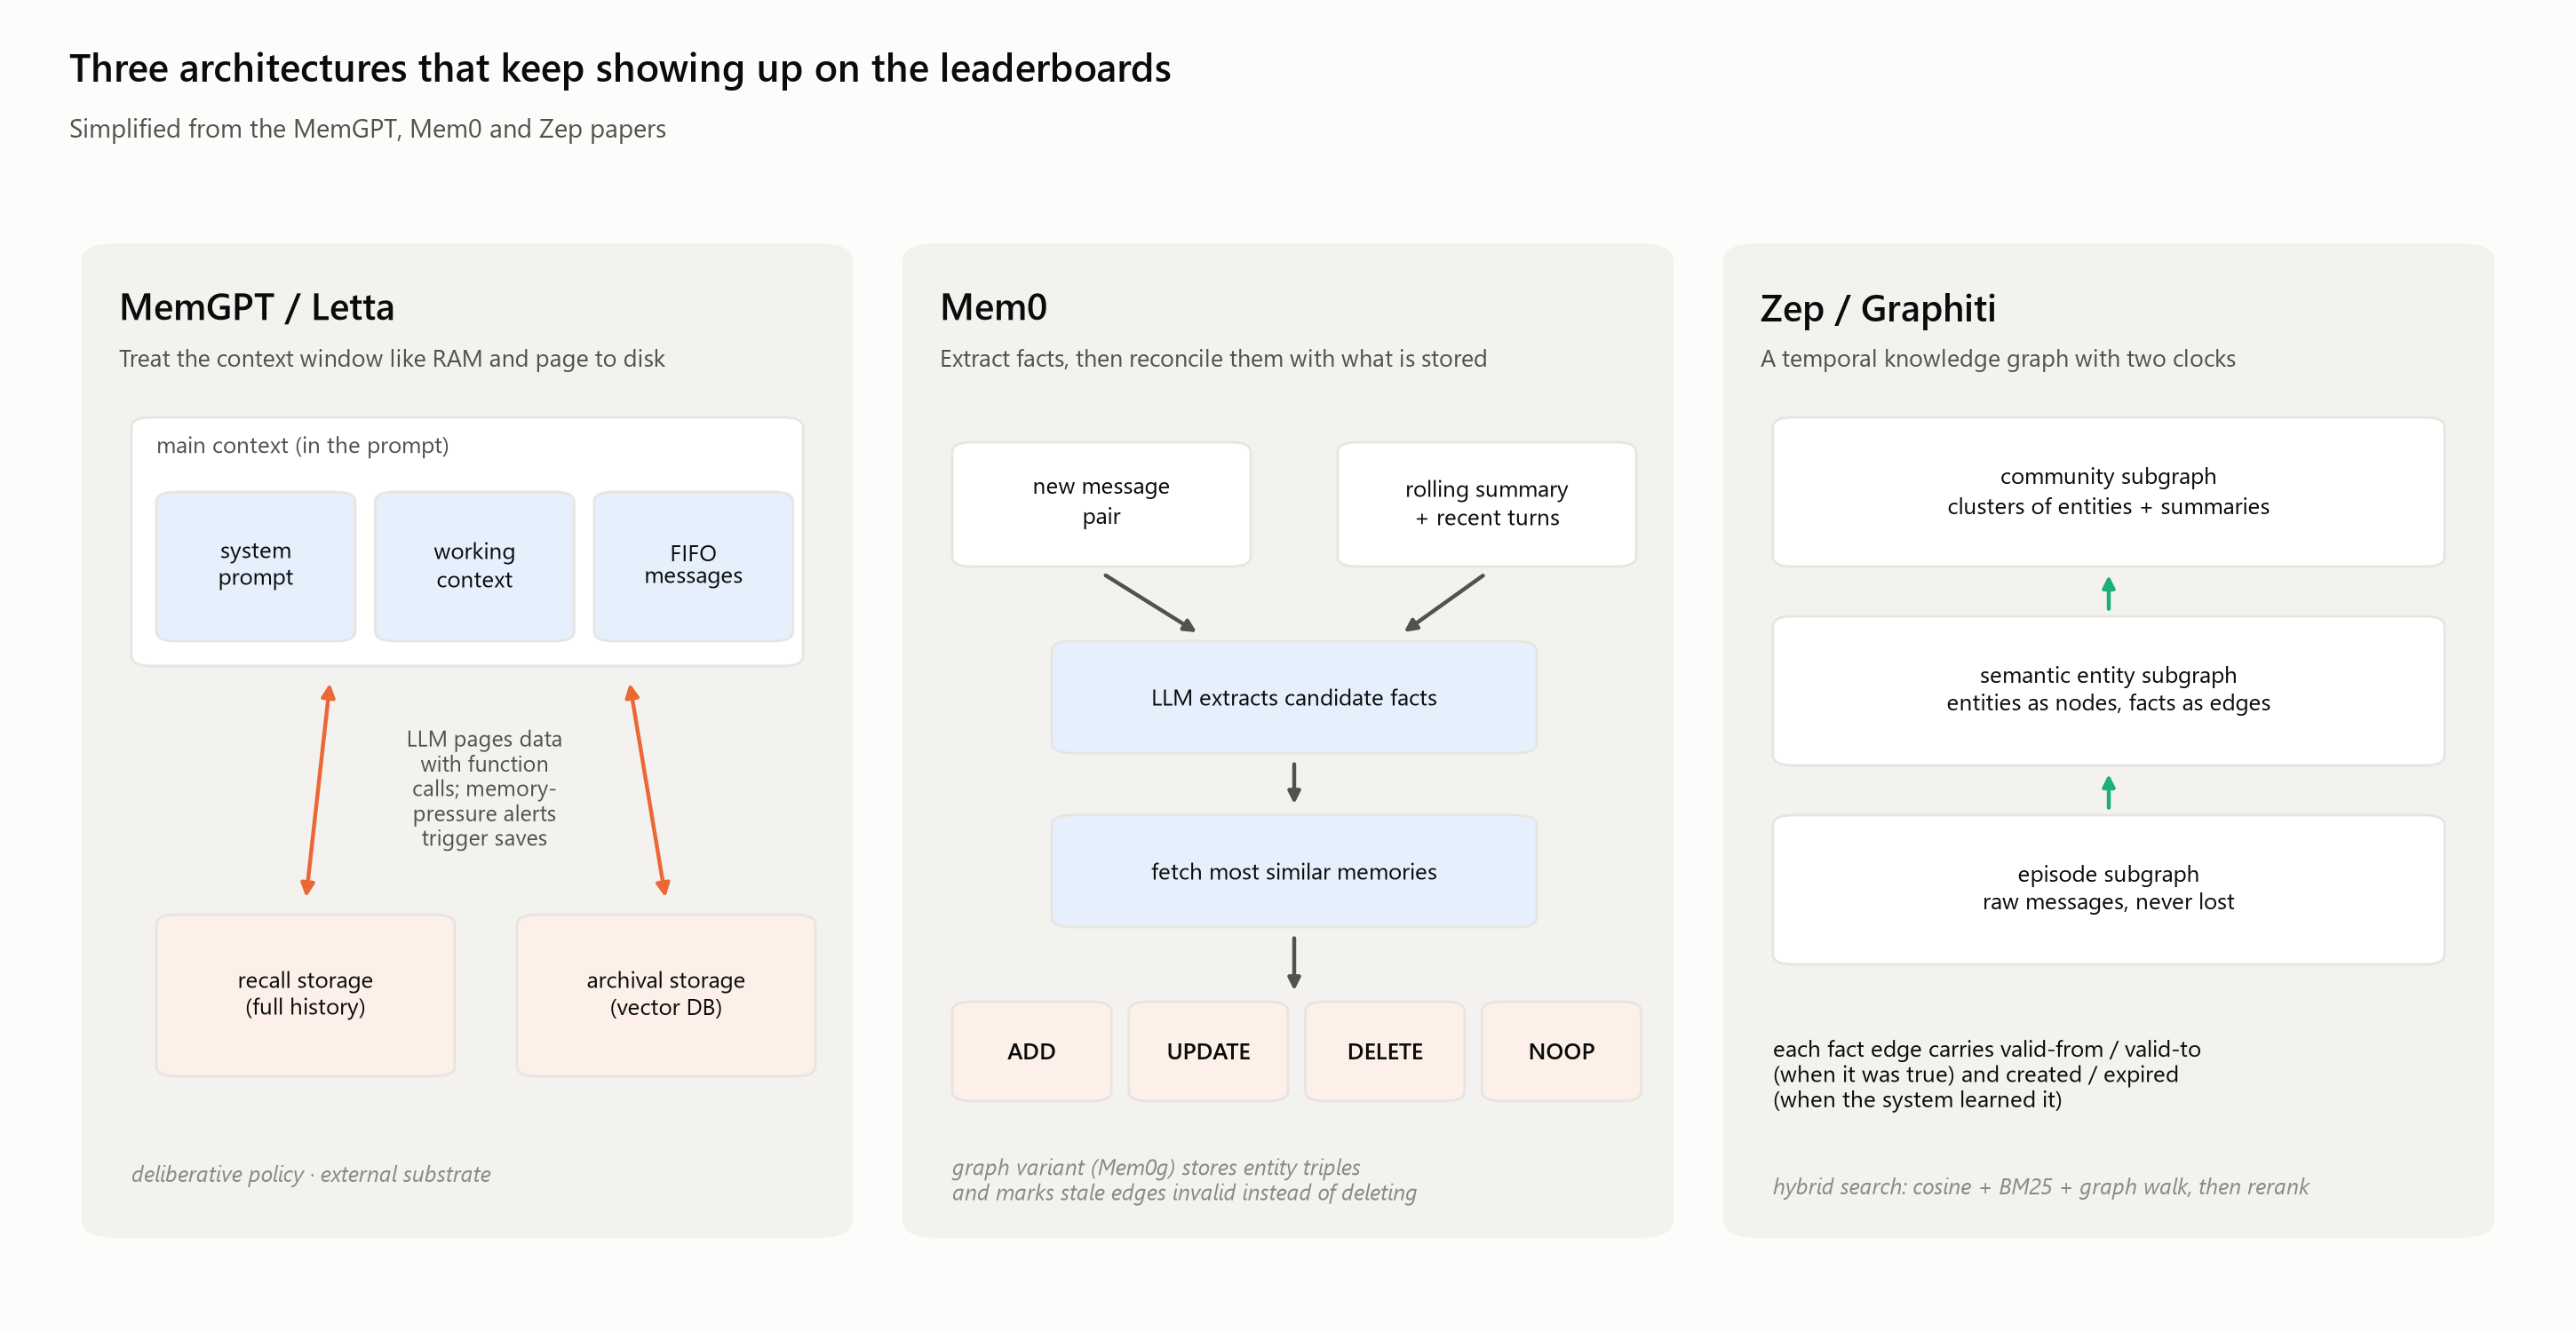 Three architectures that keep showing up on the leaderboards
Simplified from the MemGPT, Mem0 and Zep papers
MemGPT / Letta
Treat the context window like RAM and page to disk
main context (in the prompt)
system
prompt
working
context
FIFO
messages
LLM pages data
with function
calls; memory-
pressure alerts
trigger saves
recall storage
(full history)
archival storage
(vector DB)
deliberative policy · external substrate
Mem0
Extract facts, then reconcile them with what is stored
new message
pair
rolling summary
+ recent turns
LLM extracts candidate facts
fetch most similar memories
ADD
UPDATE
DELETE
NOOP
graph variant (Mem0g) stores entity triples
and marks stale edges invalid instead of deleting
Zep / Graphiti
A temporal knowledge graph with two clocks
community subgraph
clusters of entities + summaries
semantic entity subgraph
entities as nodes, facts as edges
episode subgraph
raw messages, never lost
each fact edge carries valid-from / valid-to
(when it was true) and created / expired
(when the system learned it)
hybrid search: cosine + BM25 + graph walk, then rerank